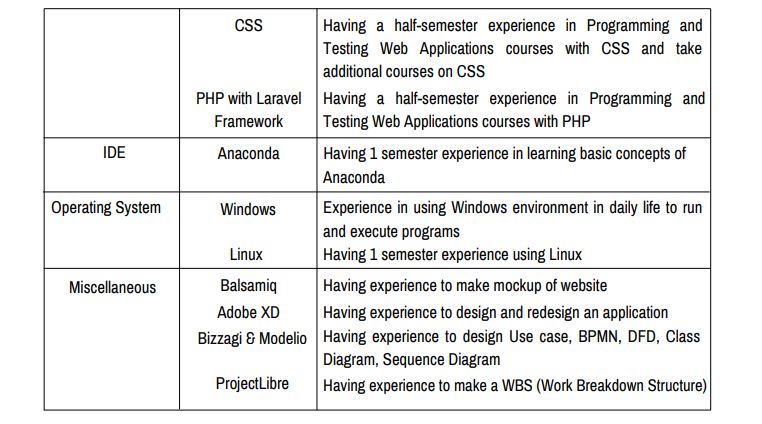 CSS Having a half-semester experience in Programming and
Testing Web Applications courses with CSS and take
additional courses on CSS
PHP with Laravel Having a half-semester experience in Programming and
Framework Testing Web Applications courses with PHP
IDE Anaconda Having 1 semester experience in learning basic concepts of
Anaconda
Operating System Windows Experience in using Windows environment in daily life to run
and execute programs
Linux Having 1 semester experience using Linux
Miscellaneous Balsamiq Having experience to make mockup of website
Adobe XD Having experience to design and redesign an application
Bizzagi & Modelio Having experience to design Use case, BPMN, DFD, Class
Diagram, Sequence Diagram
ProjectLibre Having experience to make a WBS (Work Breakdown Structure)